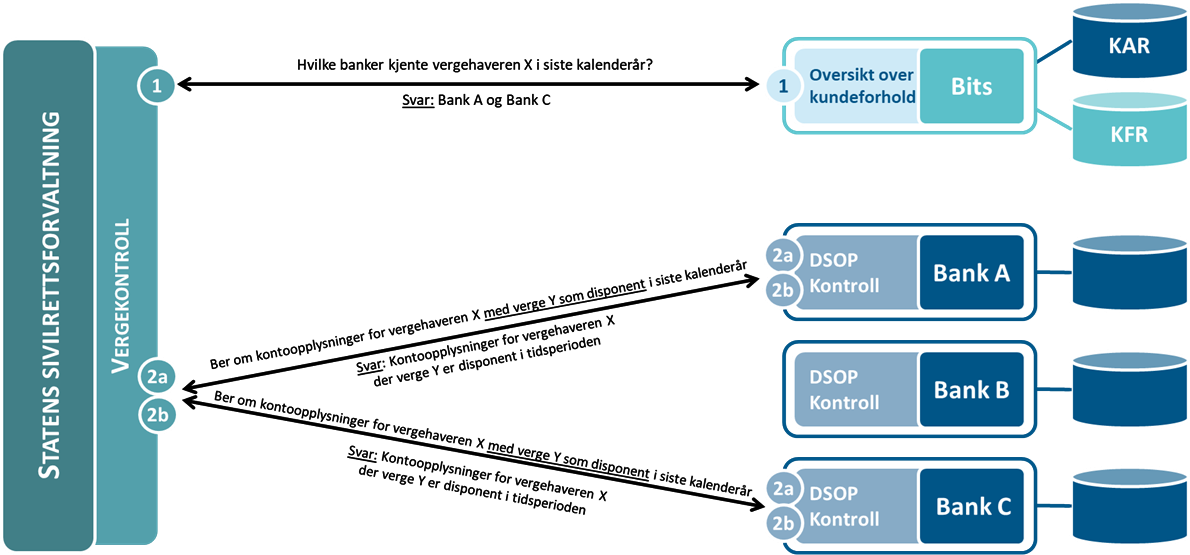 STATENS SIVILRETTSFORVALTNING
VERGEKONTROLL
1
Hvilke banker kjente vergehaveren X i siste kalenderår?
Svar: Bank A og Bank C
1
Oversikt over
kundeforhold
Bits
KAR
KFR
2a
2b
Ber om kontoopplysninger for vergehaveren X med verge Y som disponent i siste kalenderår
Svar: Kontoopplysninger for vergehaveren X
der verge Y er disponent i tidsperioden
2a
2b
DSOP
Kontroll
Bank A
DSOP
Kontroll
Bank B
Ber om kontoopplysninger for vergehaveren X med verge Y som disponent i siste kalenderår
Svar: Kontoopplysninger for vergehaveren X
der verge Y er disponent i tidsperioden
2a
2b
DSOP
Kontroll
Bank C